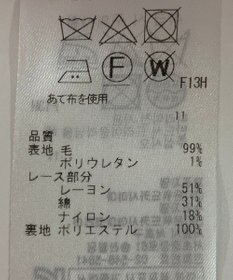 F
W
F13H
あて布を使用
11
品質
表地 毛 99%
ポリウレタン 1%
レース部分
レーヨン 51%
綿 31%
ナイロン 18%
裏地 ポリエステル 100%